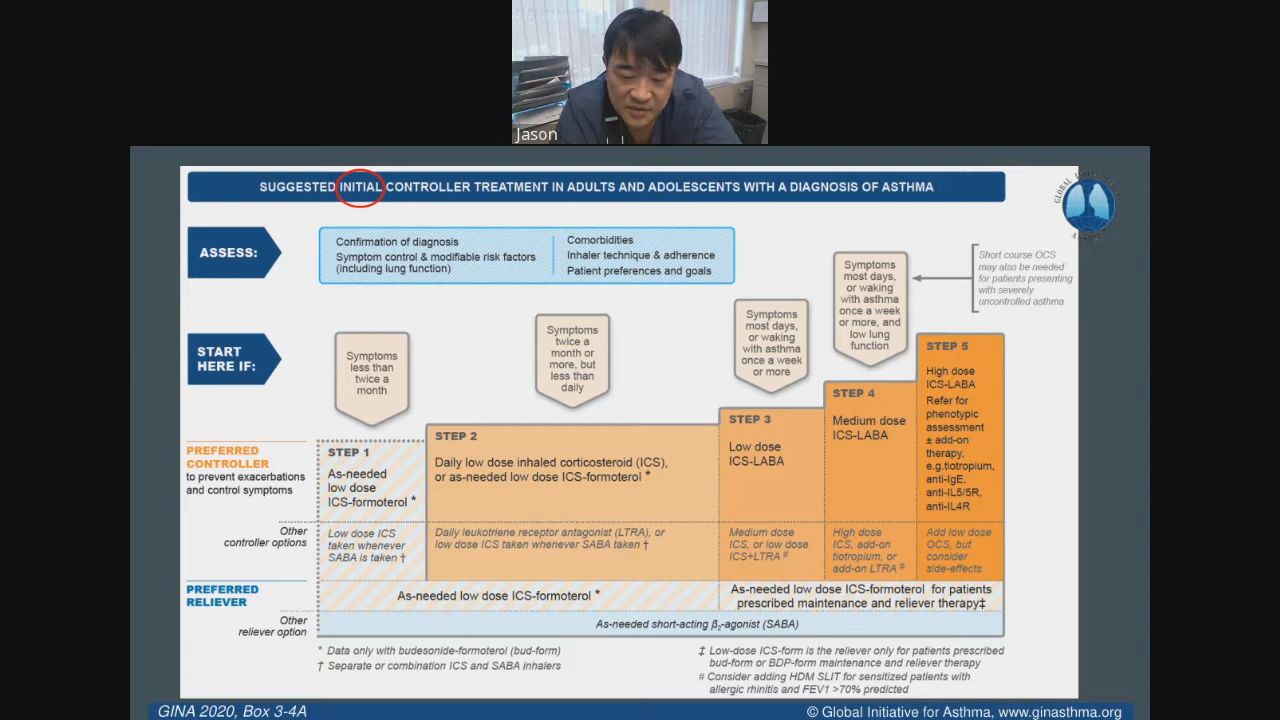 Jason
SUGGESTED INITIAL CONTROLLER TREATMENT IN ADULTS AND ADOLESCENTS WITH A DIAGNOSIS OF ASTHMA
ASSESS:
Confirmation of diagnosis
Symptom control & modifiable risk factors
(including lung function)
Comorbidities
Inhaler technique & adherence
Patient preferences and goals
Short course OCS
may also be needed
for patients presenting
with severely
uncontrolled asthma
START
HERE IF:
Symptoms
less than
twice a
month
Symptoms
twice a
month or
more, but
less than
daily
Symptoms
most days,
or waking
with asthma
once a week
or more
Symptoms
most days,
or waking
with asthma
once a week
or more, and
low lung
function
PREFERRED
CONTROLLER
to prevent exacerbations
and control symptoms
STEP 1
As-needed
low dose
ICS-formoterol *
STEP 2
Daily low dose inhaled corticosteroid (ICS),
or as-needed low dose ICS-formoterol *
STEP 3
Low dose
ICS-LABA
STEP 4
Medium dose
ICS-LABA
STEP 5
High dose
ICS-LABA
Refer for
phenotypic
assessment
± add-on
therapy,
e.g.tiotropium,
anti-IgE,
anti-IL5/5R,
anti-IL4R
Other
controller options
Low dose ICS
taken whenever
SABA is taken †
Daily leukotriene receptor antagonist (LTRA), or
low dose ICS taken whenever SABA taken †
Medium dose
ICS, or low dose
ICS+LTRA #
High dose
ICS, add-on
tiotropium, or
add-on LTRA #
Add low dose
OCS, but
consider
side-effects
PREFERRED
RELIEVER
As-needed low dose ICS-formoterol *
As-needed low dose ICS-formoterol for patients
prescribed maintenance and reliever therapy‡
Other
reliever option
As-needed short-acting β2-agonist (SABA)
* Data only with budesonide-formoterol (bud-form)
† Separate or combination ICS and SABA inhalers
‡ Low-dose ICS-form is the reliever only for patients prescribed
bud-form or BDP-form maintenance and reliever therapy
# Consider adding HDM SLIT for sensitized patients with
allergic rhinitis and FEV1 >70% predicted
GINA 2020, Box 3-4A
© Global Initiative for Asthma, www.ginasthma.org